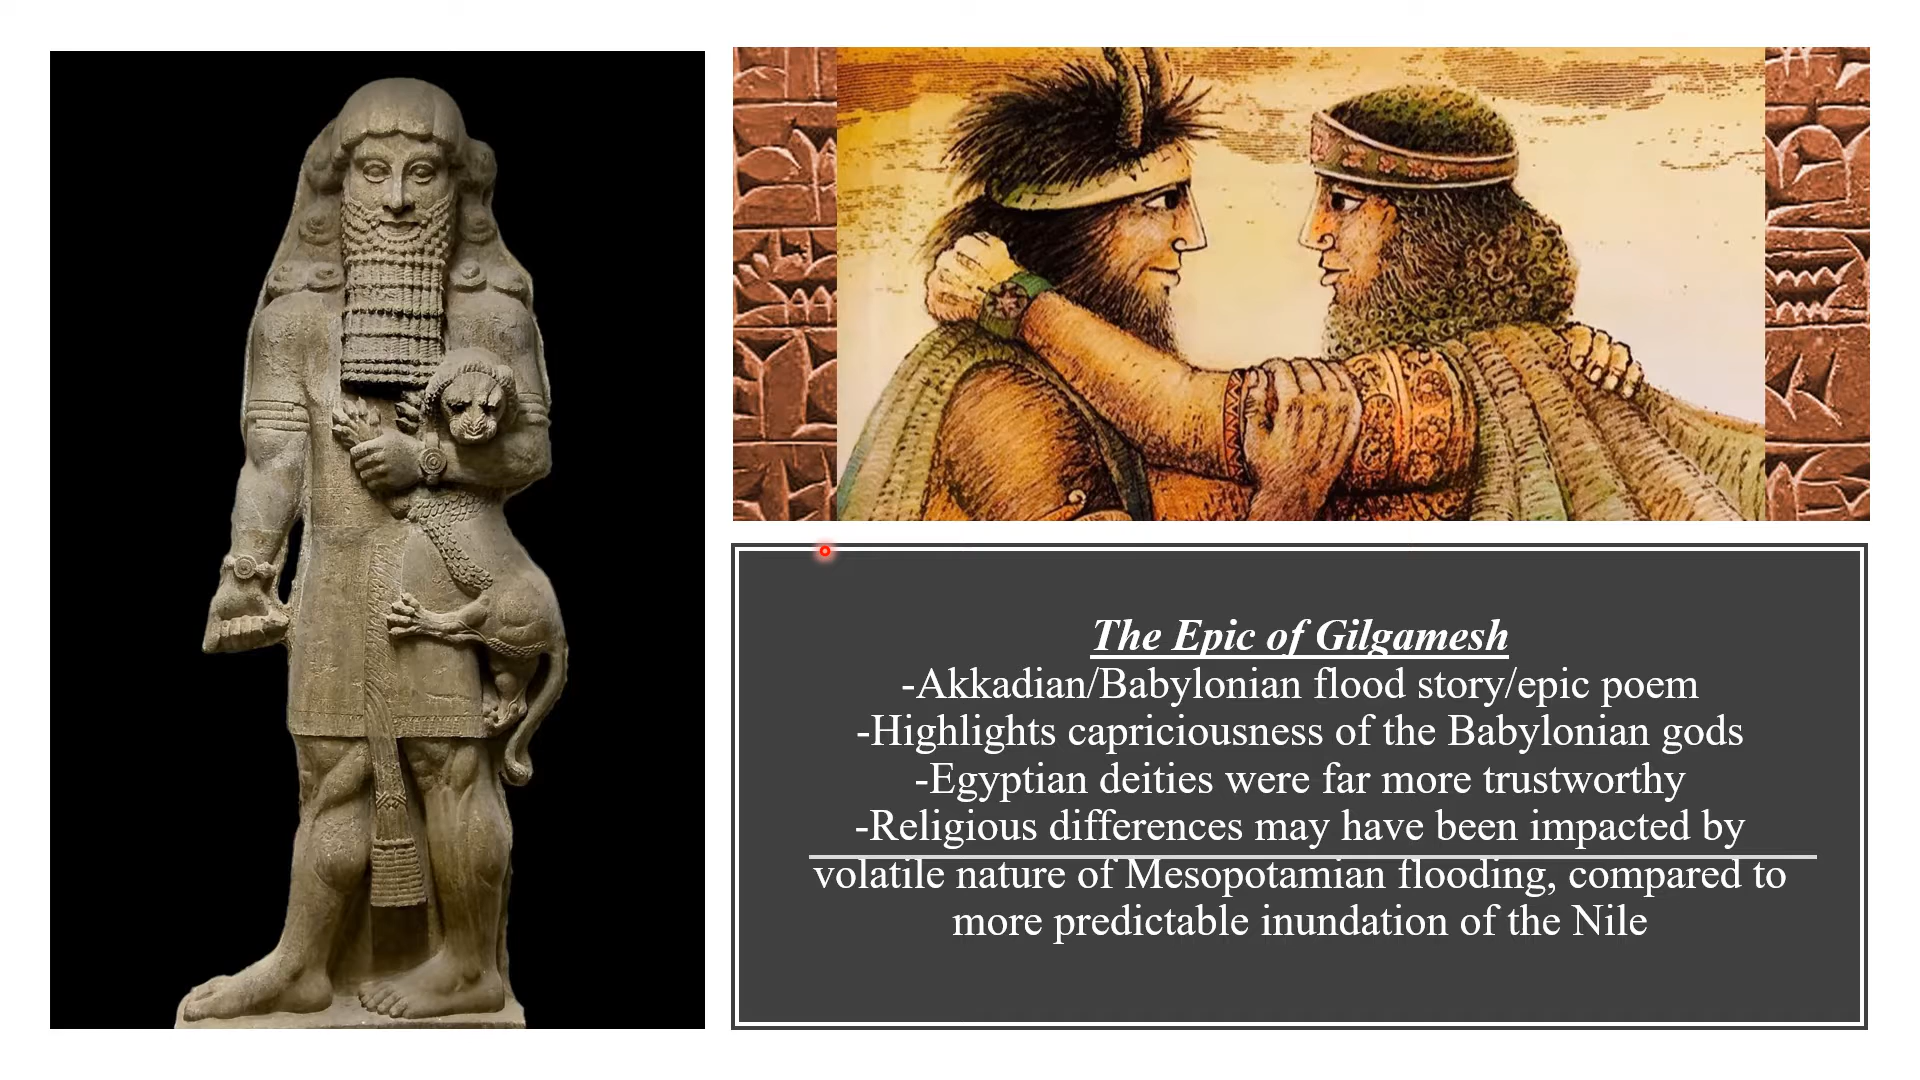 The Epic of Gilgamesh
-Akkadian/Babylonian flood story/epic poem
-Highlights capriciousness of the Babylonian gods
-Egyptian deities were far more trustworthy
-Religious differences may have been impacted by
volatile nature of Mesopotamian flooding, compared to
more predictable inundation of the Nile